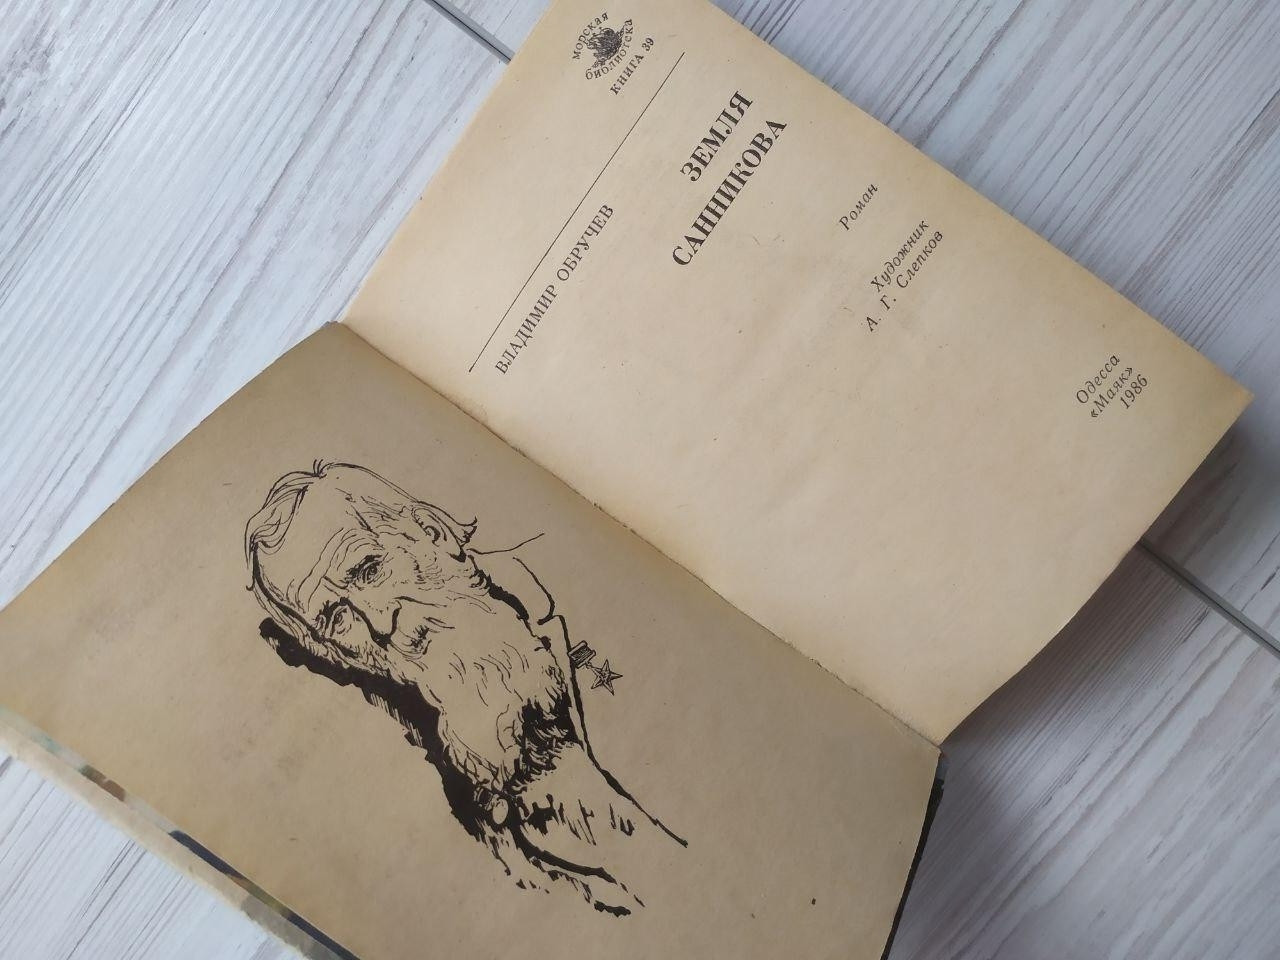 морская
библиотека
КНИГА 39
ВЛАДИМИР ОБРУЧЕВ
ЗЕМЛЯ
САННИКОВА
Роман
Художник
А. Г. Слепков
Одесса
«Маяк»
1986